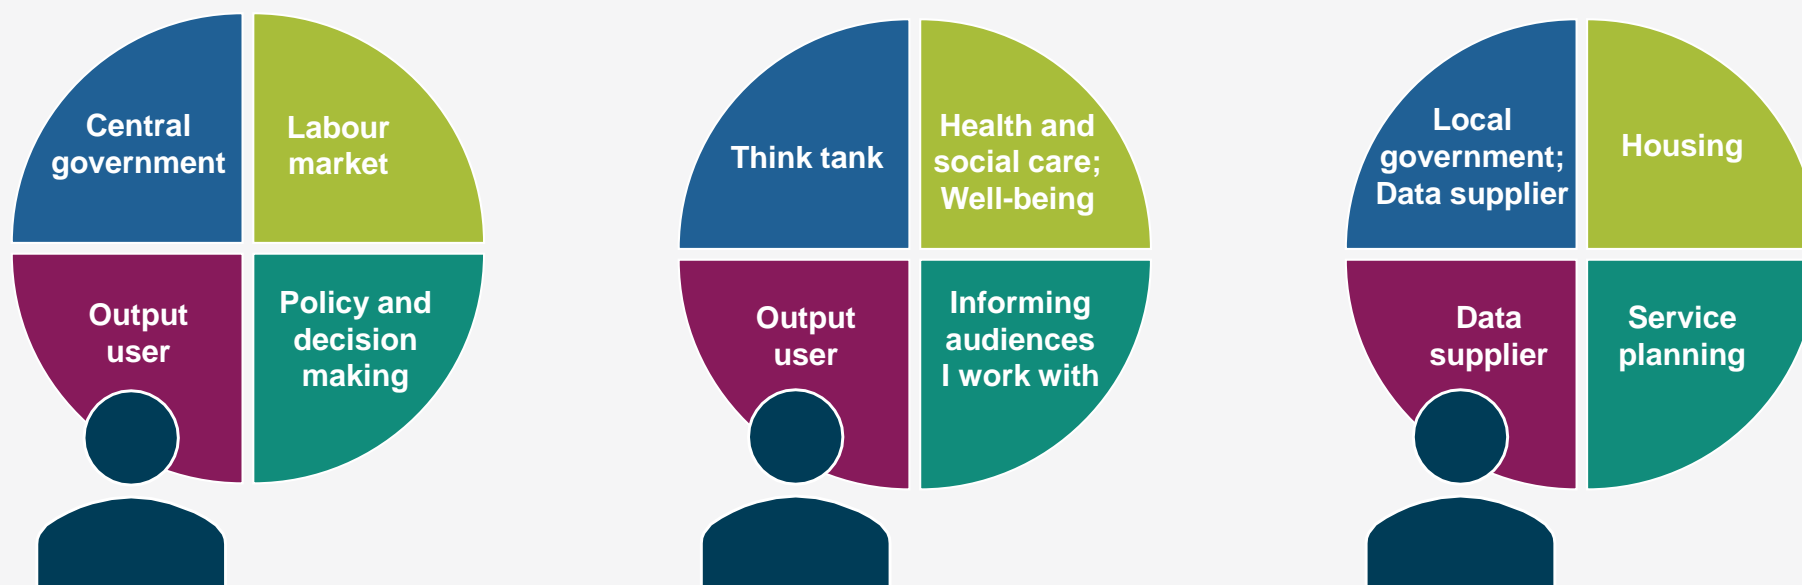 Central
government
Labour
market
Output
user
Policy and
decision
making
Think tank
Health and
social care;
Well-being
Output
user
Informing
audiences
I work with
Local
government;
Data supplier
Housing
Data
supplier
Service
planning